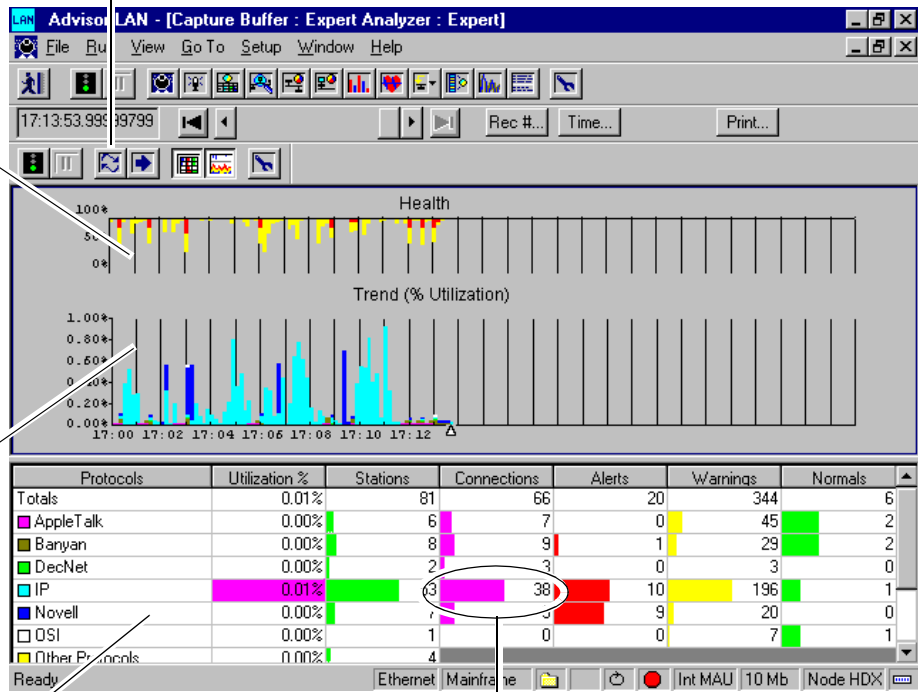 LAN Advisor LAN - [Capture Buffer : Expert Analyzer : Expert]
File Ru View Go To Setup Window Help
17:13:53.99999799 Rec #... Time... Print...
Health
100%
0%
Trend (% Utilization)
1.00%
0.80%
0.60%
0.20%
0.00%
17:00 17:02 17:04 17:06 17:08 17:10 17:12
Protocols Utilization % Stations Connections Alerts Warnings Normals
Totals 0.01% 81 66 20 344 6
AppleTalk 0.00% 6 7 0 45 2
Banyan 0.00% 8 9 1 29 2
DecNet 0.00% 2 3 0 3 0
IP 0.01% 38 10 196 1
Novell 0.00% 7 9 20 0
OSI 0.00% 1 0 0 7 1
Other Protocols 0.00% 4
Ready Ethernet Mainframe Int MAU 10 Mb Node HDX